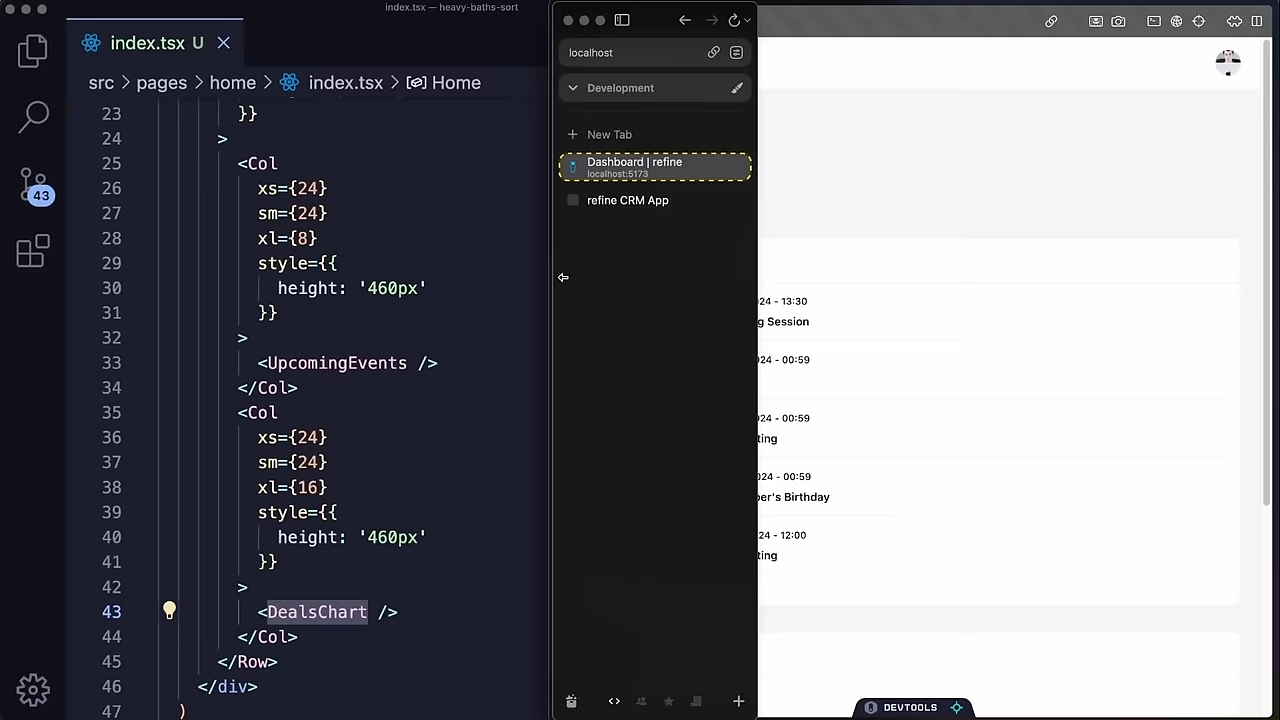 index.tsx — heavy-baths-sort
index.tsx U
src > pages > home > index.tsx > Home
23 }}
24 >
25 <Col
26 xs={24}
27 sm={24}
28 xl={8}
29 style={{
30 height: '460px'
31 }}
32 >
33 <UpcomingEvents />
34 </Col>
35 <Col
36 xs={24}
37 sm={24}
38 xl={16}
39 style={{
40 height: '460px'
41 }}
42 >
43 <DealsChart />
44 </Col>
45 </Row>
46 </div>
47 )
43
localhost
Development
New Tab
Dashboard | refine
localhost:5173
refine CRM App
24 - 13:30
g Session
024 - 00:59
024 - 00:59
ting
024 - 00:59
er's Birthday
24 - 12:00
ting
DEVTOOLS